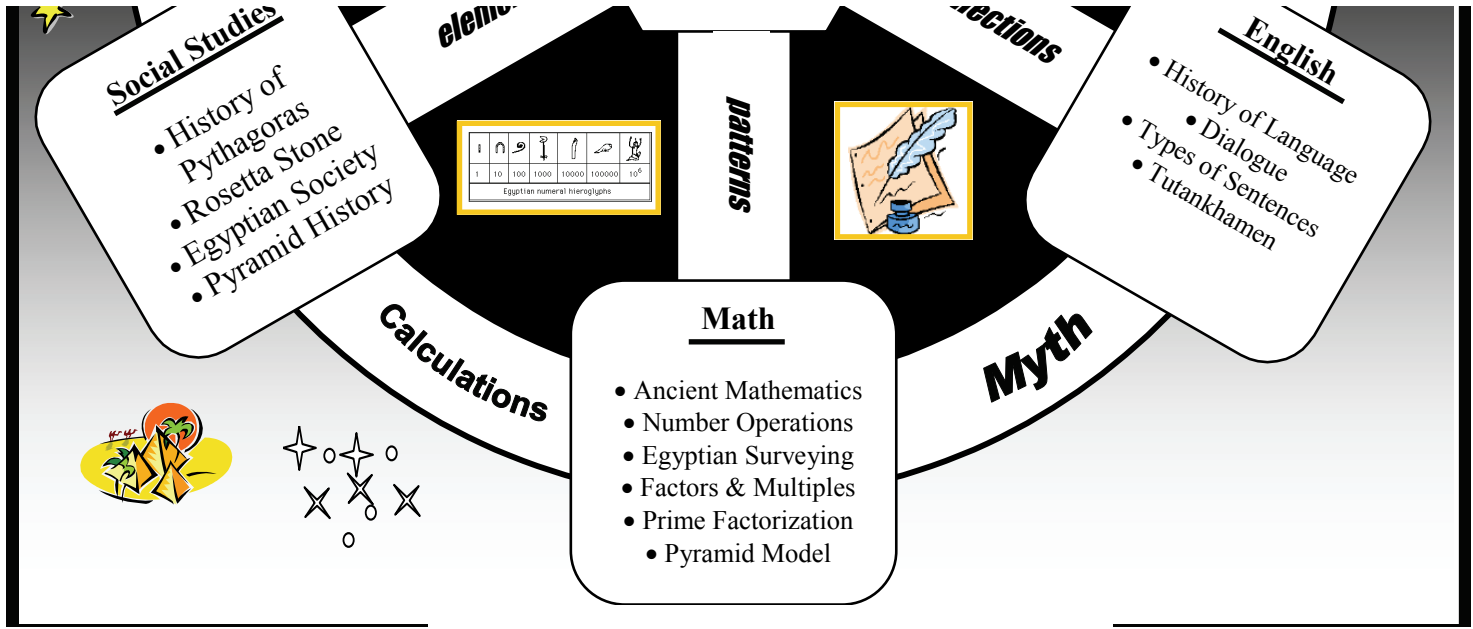 Social Studies
• History of
Pythagoras
• Rosetta Stone
• Egyptian Society
• Pyramid History
patterns
1 10 100 1000 10000 100000 10⁶
Egyptian numeral hieroglyphs
English
• History of Language
• Dialogue
• Types of Sentences
• Tutankhamen
Calculations
Math
• Ancient Mathematics
• Number Operations
• Egyptian Surveying
• Factors & Multiples
• Prime Factorization
• Pyramid Model
Myth